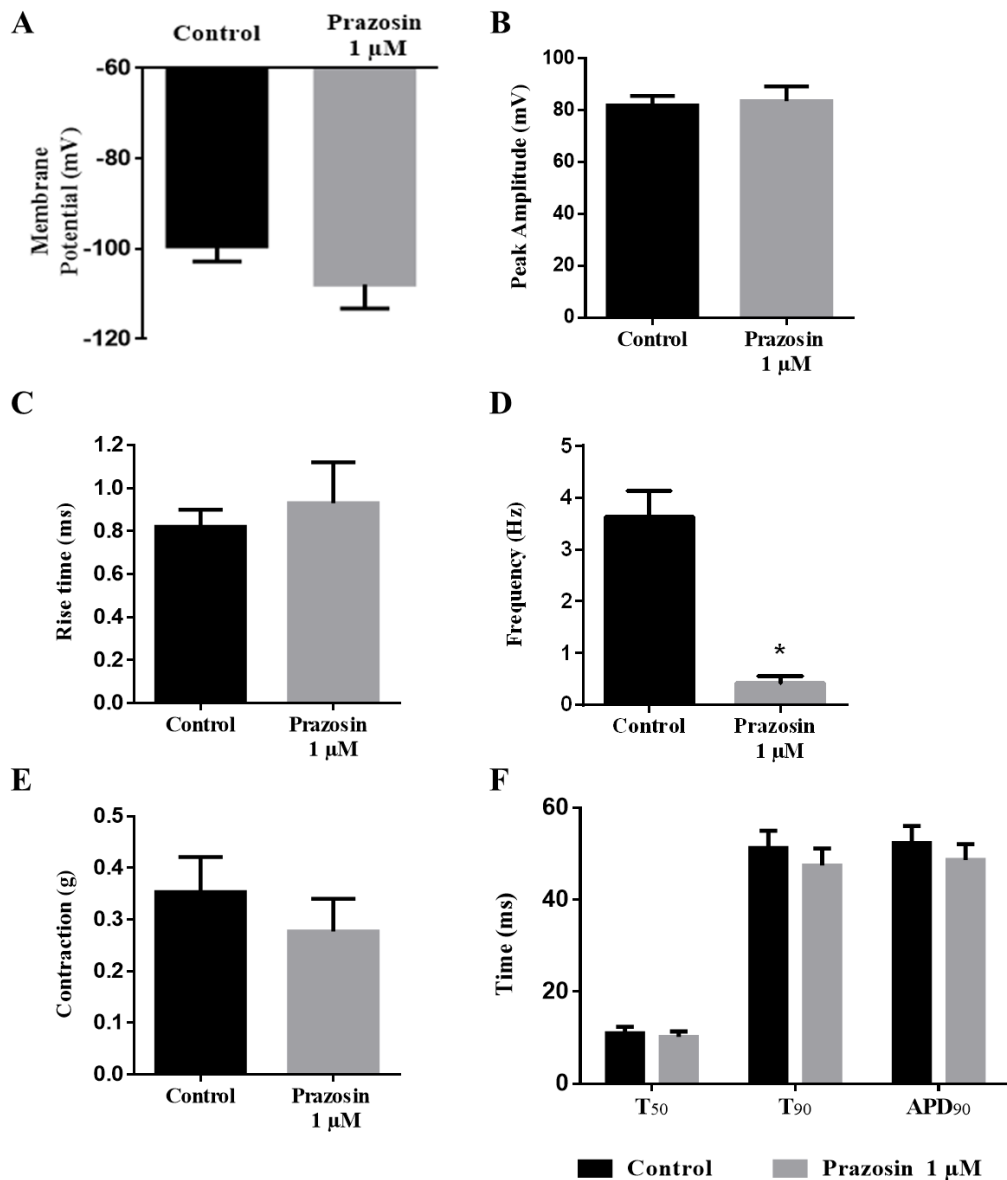 A
Control
Prazosin
1 µM
Membrane
Potential (mV)
-60
-80
-100
-120
B
Peak Amplitude (mV)
100
80
60
40
20
0
Control
Prazosin
1 µM
C
Rise time (ms)
1.2
1.0
0.8
0.6
0.4
0.2
0.0
Control
Prazosin
1 µM
D
Frequency (Hz)
5
4
3
2
1
0
*
Control
Prazosin
1 µM
E
Contraction (g)
0.5
0.4
0.3
0.2
0.1
0.0
Control
Prazosin
1 µM
F
Time (ms)
60
40
20
0
T50
T90
APD90
Control
Prazosin 1 µM